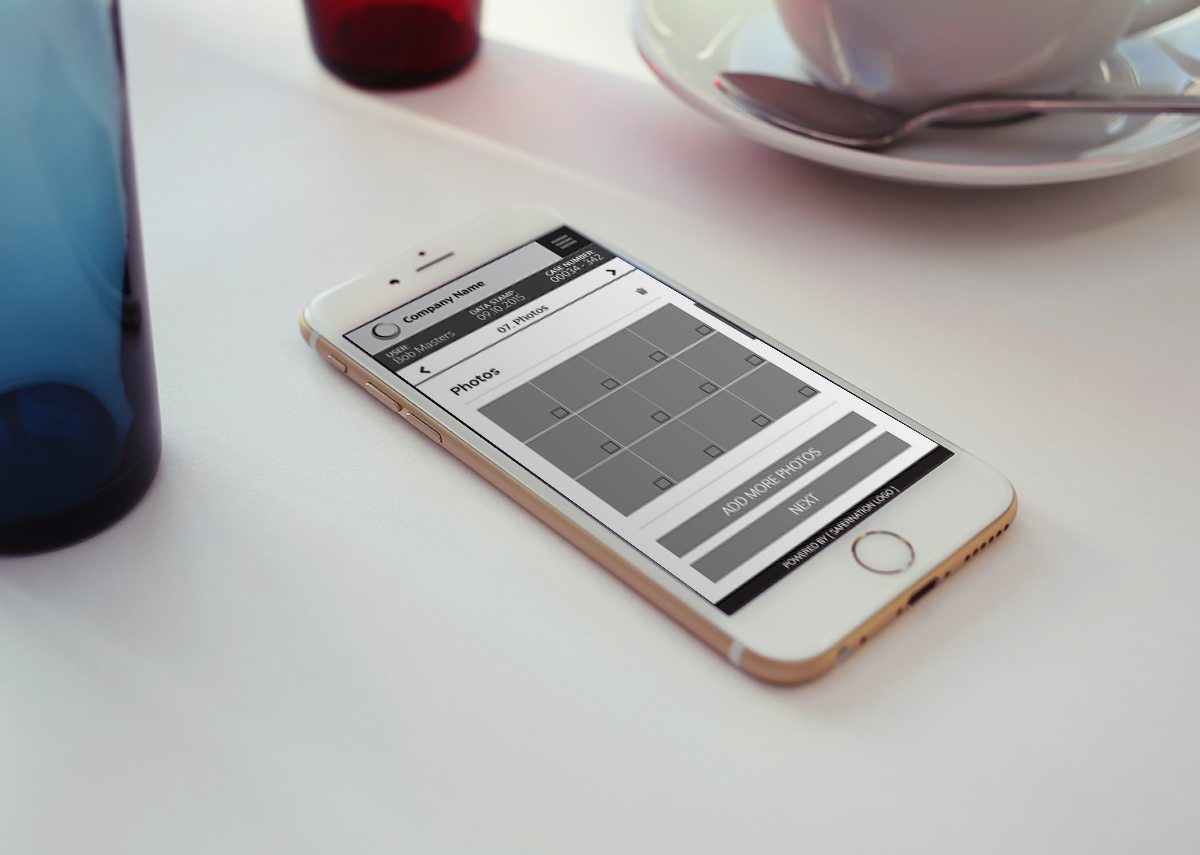 Company Name
USER:
Bob Masters
DATA STAMP:
09.10.2015
CASE NUMBER:
00034 - 342
07. Photos
Photos
ADD MORE PHOTOS
NEXT
POWERED BY [ SAFERNATION LOGO ]